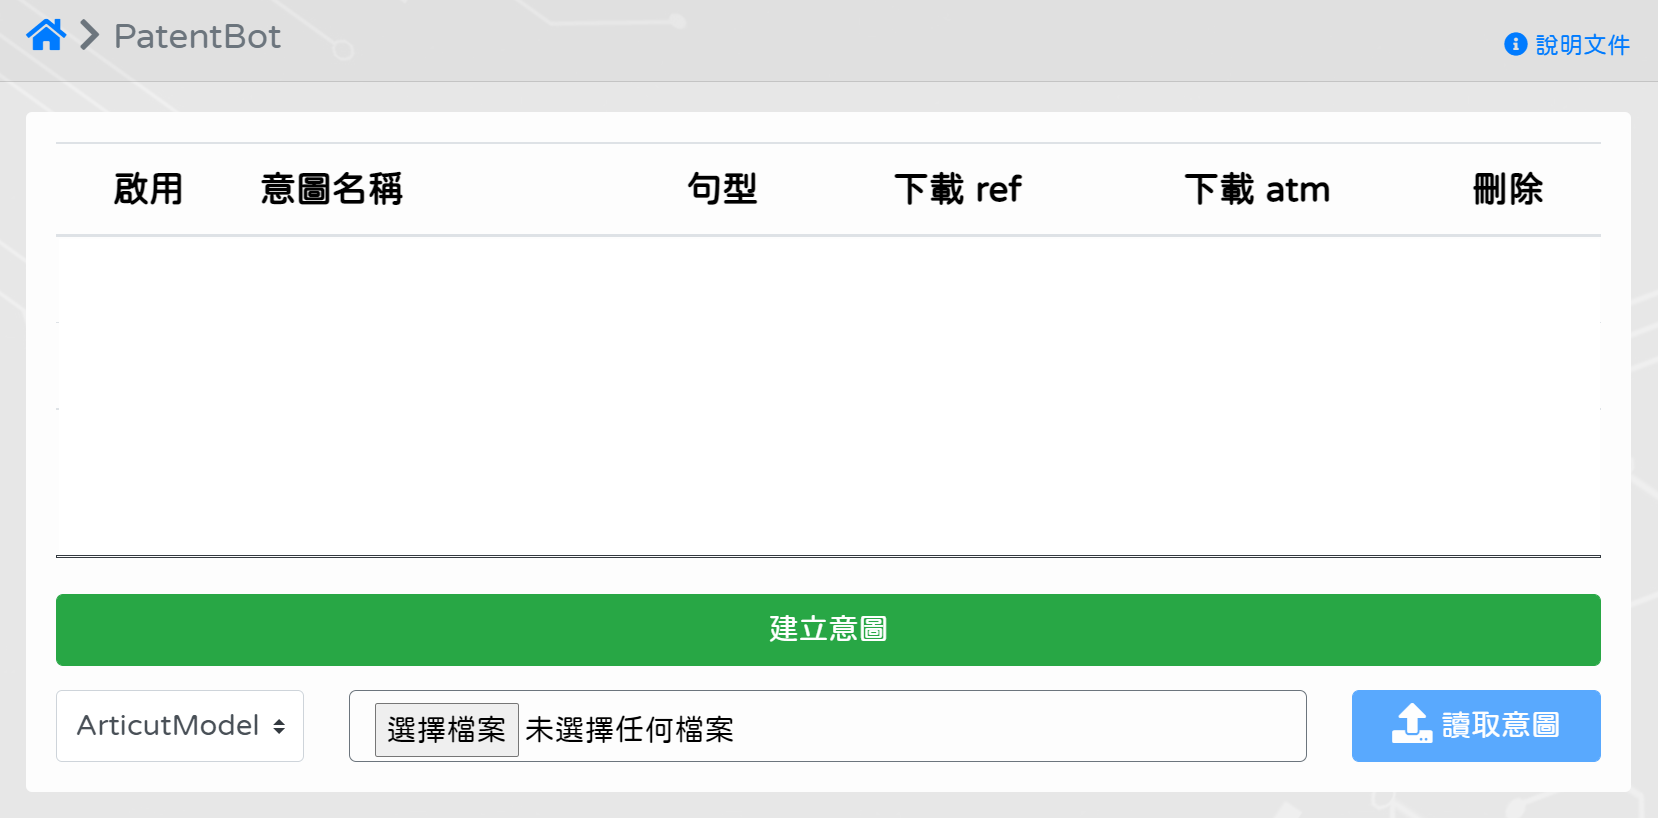 PatentBot
說明文件
啟用 意圖名稱 句型 下載 ref 下載 atm 刪除
建立意圖
ArticutModel 選擇檔案 未選擇任何檔案 讀取意圖